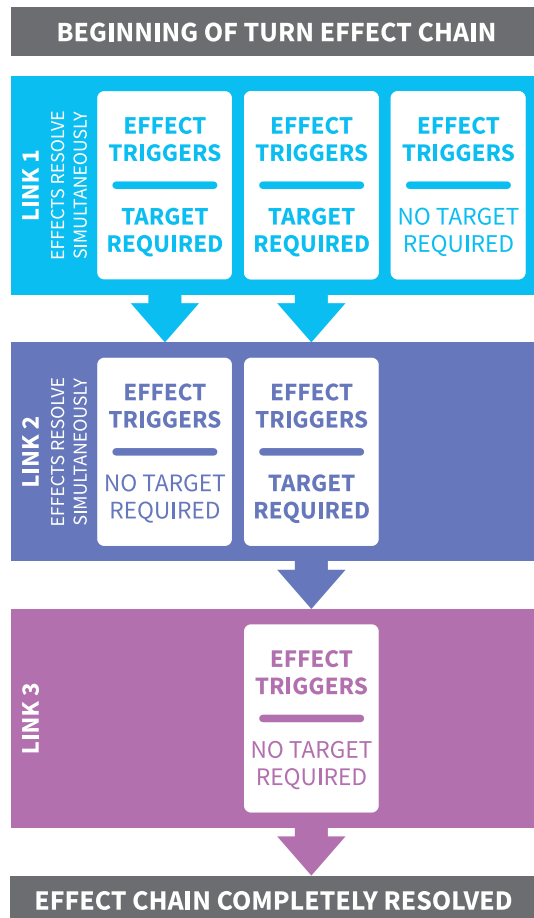 BEGINNING OF TURN EFFECT CHAIN
LINK 1
EFFECTS RESOLVE
SIMULTANEOUSLY
EFFECT
TRIGGERS
TARGET
REQUIRED
EFFECT
TRIGGERS
TARGET
REQUIRED
EFFECT
TRIGGERS
NO TARGET
REQUIRED
LINK 2
EFFECTS RESOLVE
SIMULTANEOUSLY
EFFECT
TRIGGERS
NO TARGET
REQUIRED
EFFECT
TRIGGERS
TARGET
REQUIRED
LINK 3
EFFECT
TRIGGERS
NO TARGET
REQUIRED
EFFECT CHAIN COMPLETELY RESOLVED